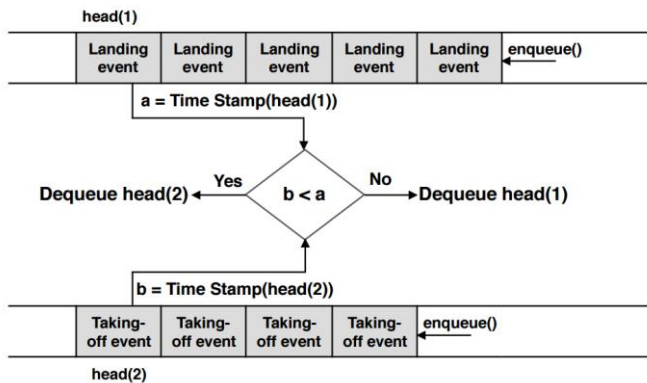 head(1)
Landing event
Landing event
Landing event
Landing event
Landing event
enqueue()
a = Time Stamp(head(1))
Yes
No
Dequeue head(2)
b < a
Dequeue head(1)
b = Time Stamp(head(2))
Taking-
off event
Taking-
off event
Taking-
off event
Taking-
off event
enqueue()
head(2)